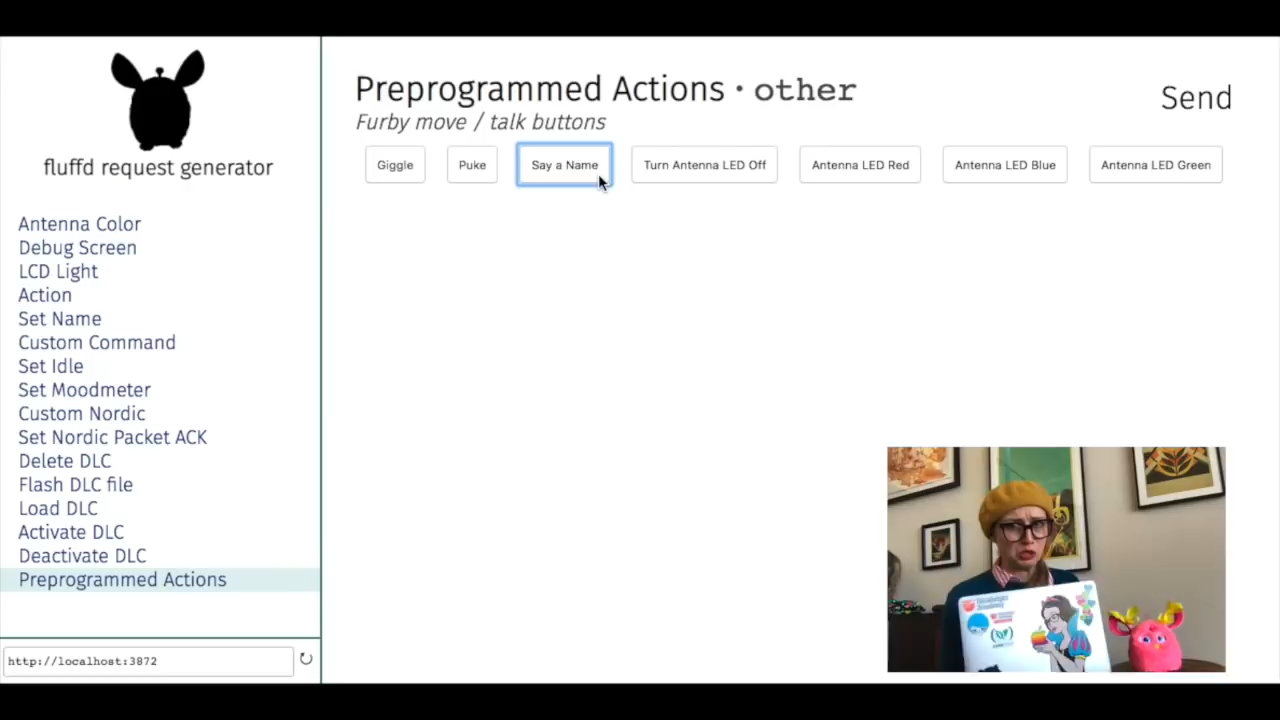 fluffd request generator
Antenna Color
Debug Screen
LCD Light
Action
Set Name
Custom Command
Set Idle
Set Moodmeter
Custom Nordic
Set Nordic Packet ACK
Delete DLC
Flash DLC file
Load DLC
Activate DLC
Deactivate DLC
Preprogrammed Actions
http://localhost:3872
Preprogrammed Actions · other
Send
Furby move / talk buttons
Giggle
Puke
Say a Name
Turn Antenna LED Off
Antenna LED Red
Antenna LED Blue
Antenna LED Green